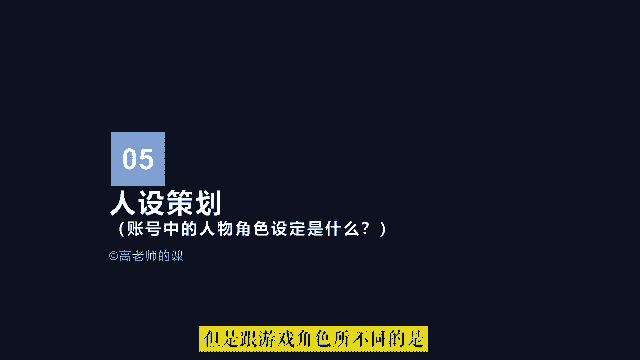 05
人设策划
（账号中的人物角色设定是什么？）
©高老师的课
但是跟游戏角色所不同的是